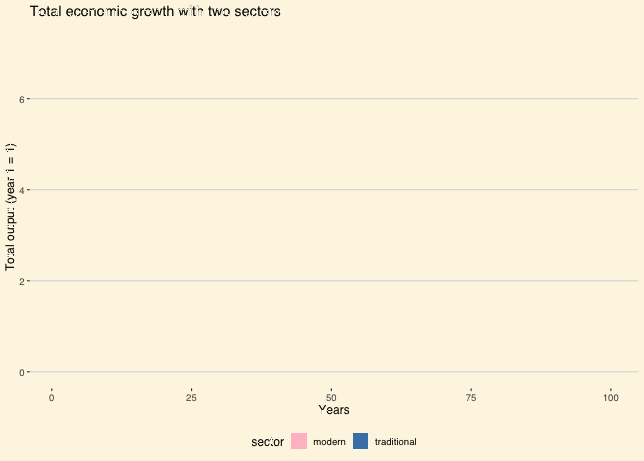 Total economic growth with two sectors
Total output (year 1 = 1)
6
4
2
0
0 25 50 75 100
Years
sector modern traditional